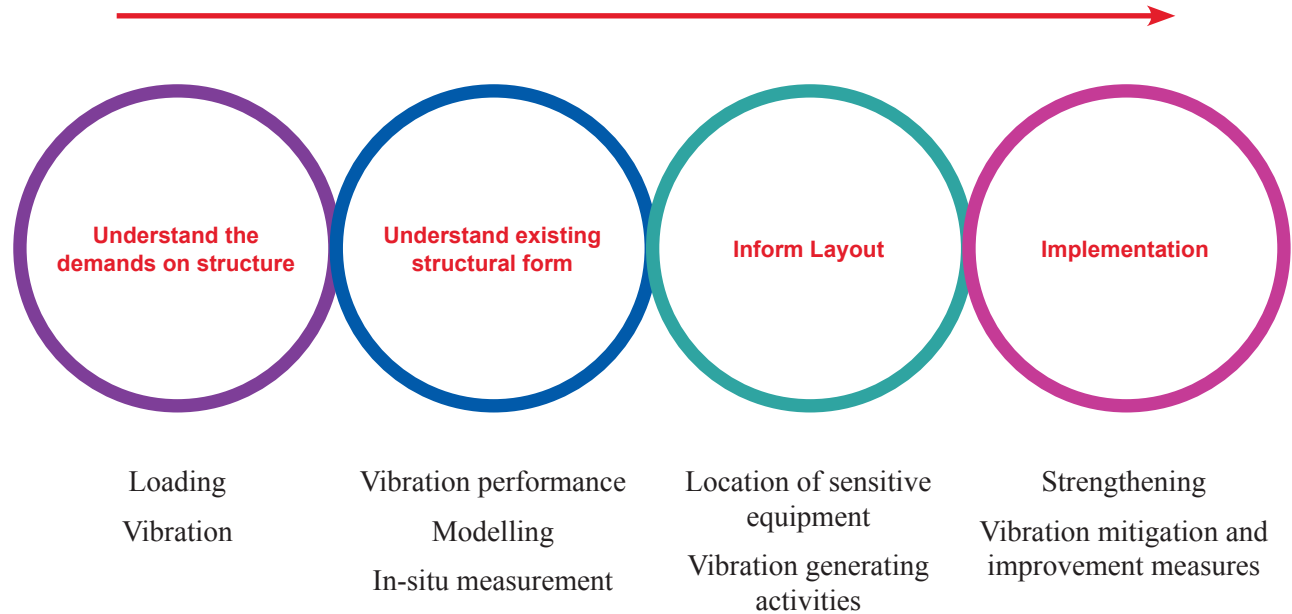 Understand the
demands on structure
Understand existing
structural form
Inform Layout
Implementation
Loading
Vibration
Vibration performance
Modelling
In-situ measurement
Location of sensitive
equipment
Vibration generating
activities
Strengthening
Vibration mitigation and
improvement measures